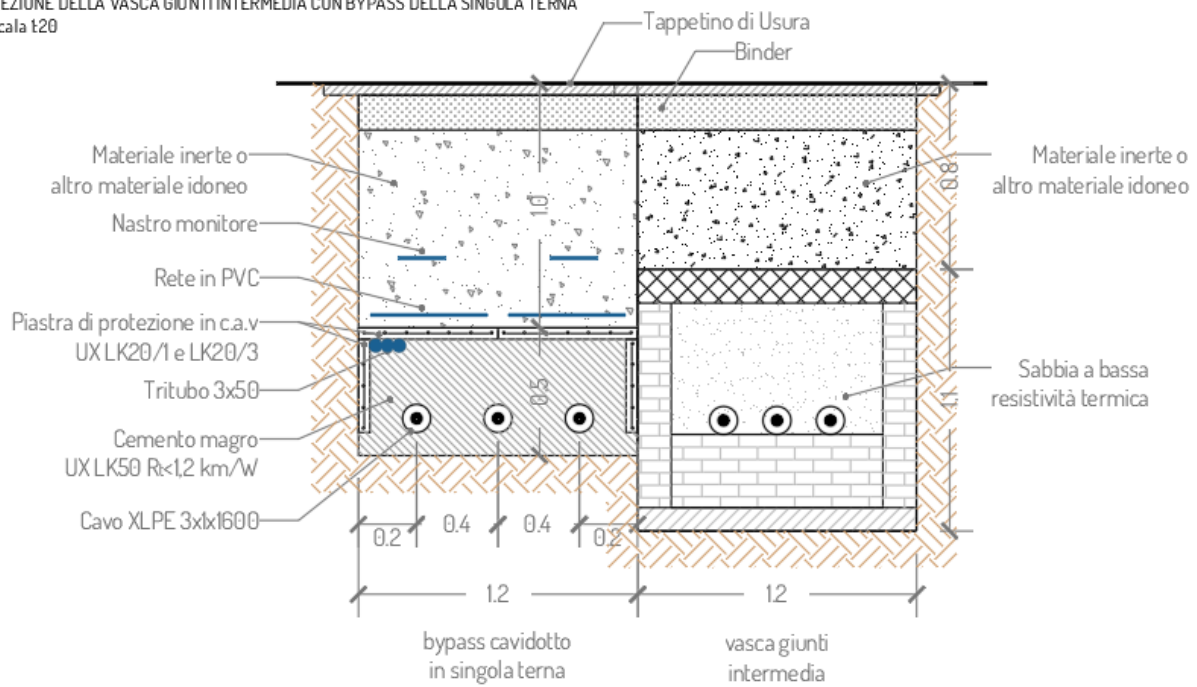 EZIONE DELLA VASCA GIUNTI INTERMEDIA CON BYPASS DELLA SINGOLA TERNA
cala 1:20
Tappetino di Usura
Binder
Materiale inerte o
altro materiale idoneo
Nastro monitore
Rete in PVC
Piastra di protezione in c.a.v
UX LK20/1 e LK20/3
Tritubo 3x50
Cemento magro
UX LK50 Rt<1,2 km/W
Cavo XLPE 3x1x1600
1.0
0.5
Materiale inerte o
altro materiale idoneo
0.8
Sabbia a bassa
resistività termica
1.1
0.2
0.4
0.4
0.2
1.2
1.2
bypass cavidotto
in singola terna
vasca giunti
intermedia